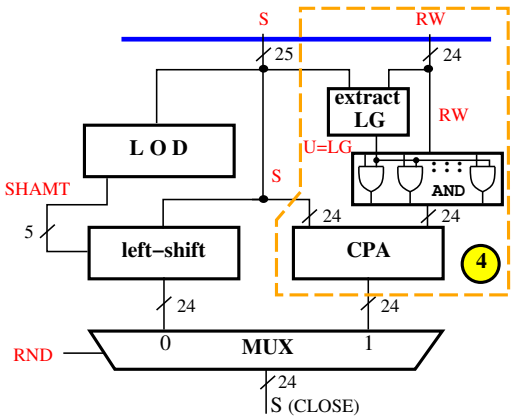 S RW
25 24
extract
LG
L O D
RW
U=LG
SHAMT
S
AND
5
24 24
left-shift CPA
4
24 24
0 MUX 1
RND
24
S (CLOSE)